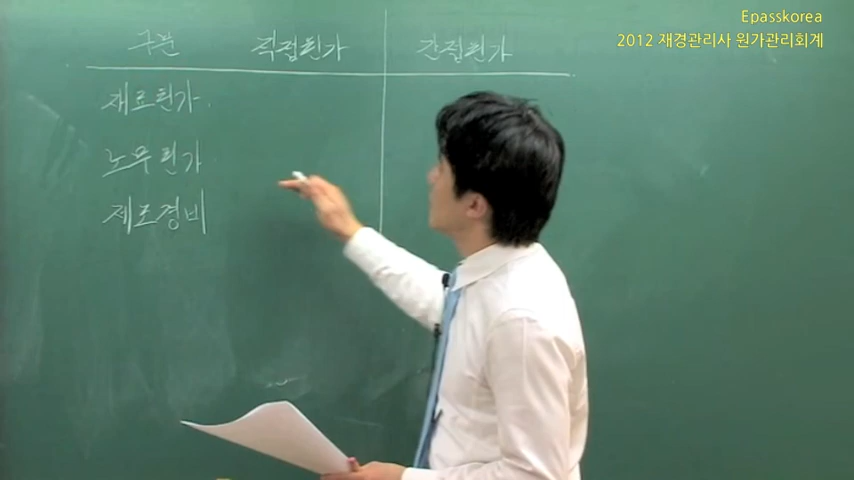 Epasskorea
2012 재경관리사 원가관리회계
구분 직접원가 간접원가
재료원가
노무원가
제조경비